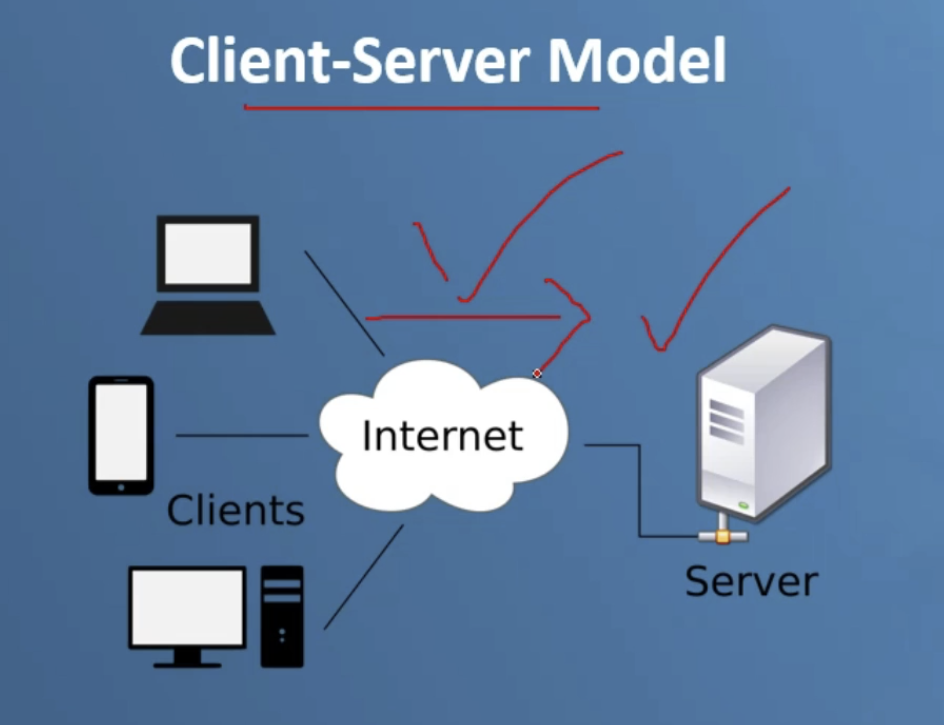 Client-Server Model
Internet
Clients
Server